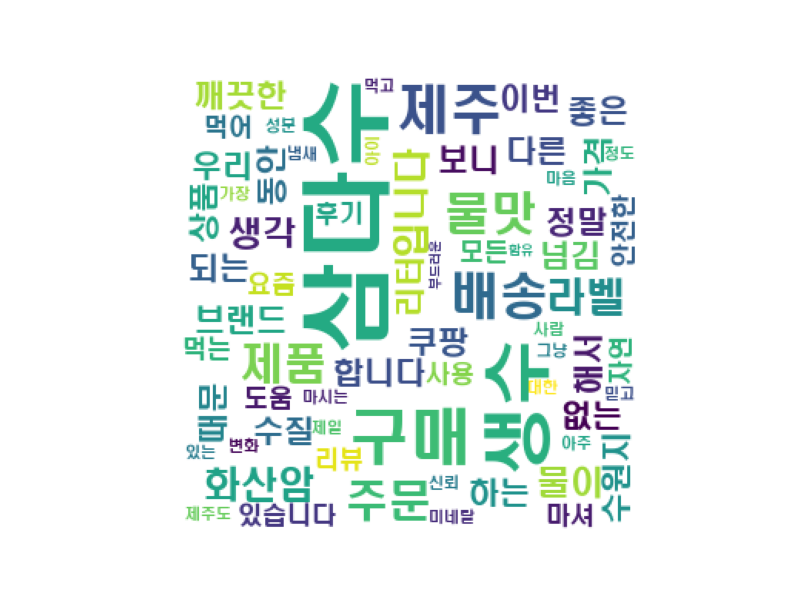 깨끗한
먹고
제주
이번
좋은
먹어
성분
삼다수
후기
아이
우리
동안
냄새
보니
다른
가격
정도
상품
가장
리터
입니다
물맛
정말
마음
안전한
생각
모든
함유
넘김
부드러운
되는
요즘
배송
라벨
브랜드
쿠팡
사람
먹는
제품
합니다
사용
생수
그냥
해서
자연
대한
믿고
때문
도움
마시는
구매
없는
수질
제일
있는
변화
리뷰
아주
수원지
화산암
주문
신뢰
하는
물이
제주도
있습니다
미네랄
마셔